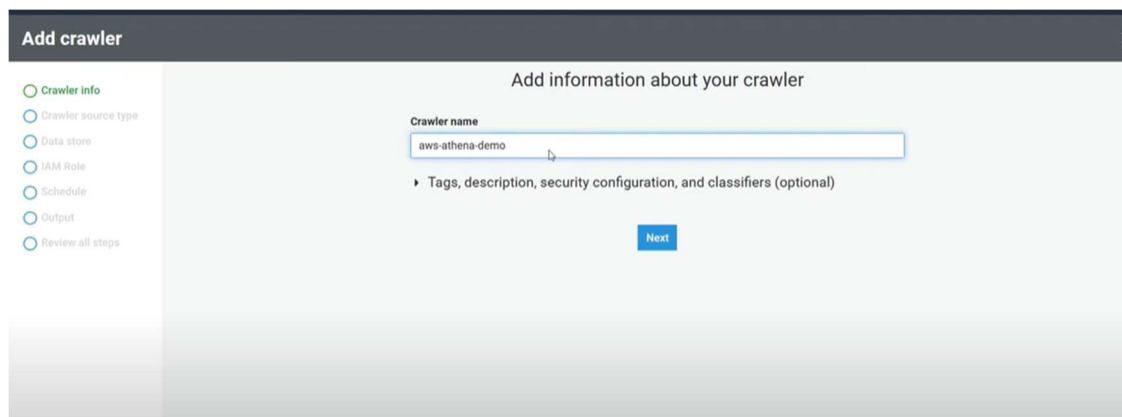 Add crawler
Crawler info
Crawler source type
Data store
IAM Role
Schedule
Output
Review all steps
Add information about your crawler
Crawler name
aws-athena-demo
Tags, description, security configuration, and classifiers (optional)
Next